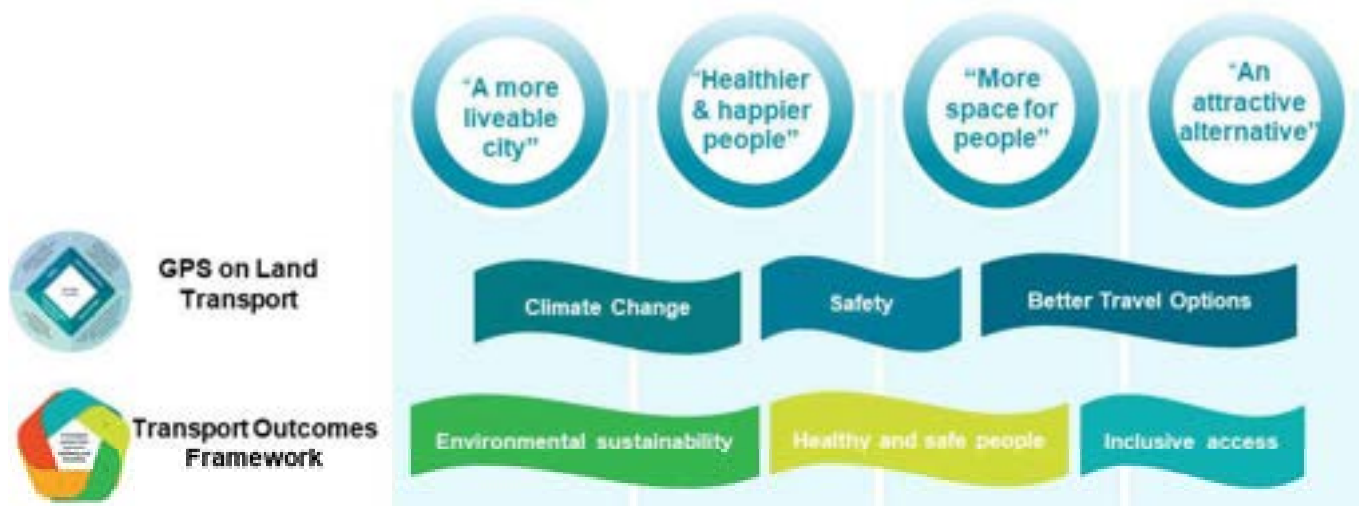 "A more
liveable
city"
"Healthier
& happier
people"
"More
space for
people"
"An
attractive
alternative"
GPS on Land
Transport
Climate Change
Safety
Better Travel Options
Transport Outcomes
Framework
Environmental sustainability
Healthy and safe people
Inclusive access